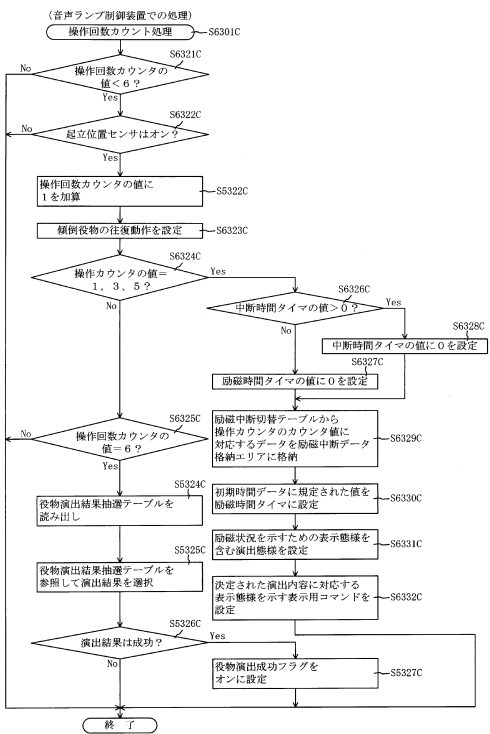 (音声ランプ制御装置での処理)
操作回数カウント処理
S6301C
S6321C
操作回数カウンタの
値<6?
No
Yes
S6322C
起立位置センサはオン?
No
Yes
操作回数カウンタの値に
1を加算
S5322C
傾倒役物の往復動作を設定
S6323C
S6324C
操作カウンタの値=
1,3、5?
Yes
No
S6326C
中断時間タイマの値>0?
Yes
No
S6328C
中断時間タイマの値に0を設定
S6327C
励磁時間タイマの値に0を設定
励磁中断切替テーブルから
操作カウンタのカウンタ値に
対応するデータを励磁中断データ
格納エリアに格納
S6329C
S6325C
操作回数カウンタの
値=6?
No
Yes
初期時間データに規定された値を
励磁時間タイマに設定
S6330C
S5324C
役物演出結果抽選テーブルを
読み出し
励磁状況を示すための表示態様を
含む演出態様を設定
S6331C
S5325C
役物演出結果抽選テーブルを
参照して演出結果を選択
決定された演出内容に対応する
表示態様を示す表示用コマンドを
設定
S6332C
S5326C
演出結果は成功?
Yes
No
役物演出成功フラグを
オンに設定
S5327C
終 了